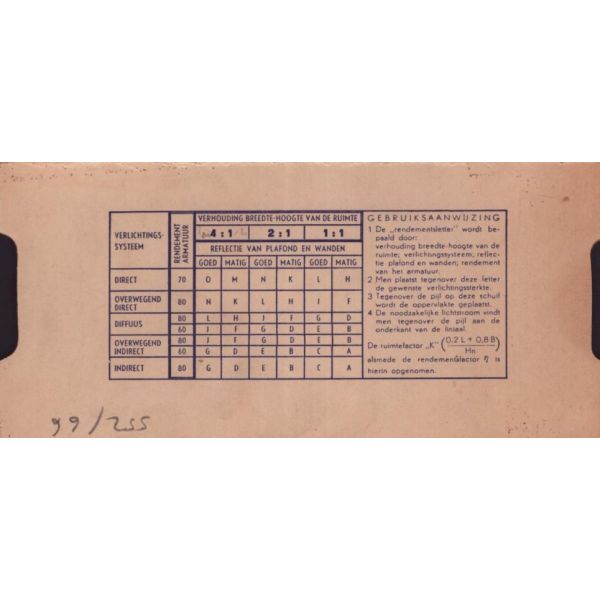 VERHOUDING BREEDTE-HOOGTE VAN DE RUIMTE
VERLICHTINGS-SYSTEEM RENDEMENT ARMATUUR 4 : 1 2 : 1 1 : 1
REFLECTIE VAN PLAFOND EN WANDEN
GOED MATIG GOED MATIG GOED MATIG
DIRECT 70 O M N K L H
OVERWEGEND DIRECT 80 N K L H J F
DIFFUUS 80 L H J F G D
60 J F G D E B
OVERWEGEND INDIRECT 80 J F G D E B
60 G D E B C A
INDIRECT 80 G D E B C A
GEBRUIKSAANWIJZING
1 De „rendementsletter" wordt be-
paald door:
verhouding breedte-hoogte van de
ruimte; verlichtingssysteem, reflec-
tie plafond en wanden; rendement
van het armatuur.
2 Men plaatst tegenover deze letter
de gewenste verlichtingssterkte.
3 Tegenover de pijl op deze schuif
wordt de oppervlakte geplaatst.
4 De noodzakelijke lichtstroom vindt
men tegenover de pijl aan de
onderkant van de liniaal.
De ruimtefactor „K" (0,2 L + 0,8 B / Hn)
alsmede de rendementfactor η is
hierin opgenomen.
99/255